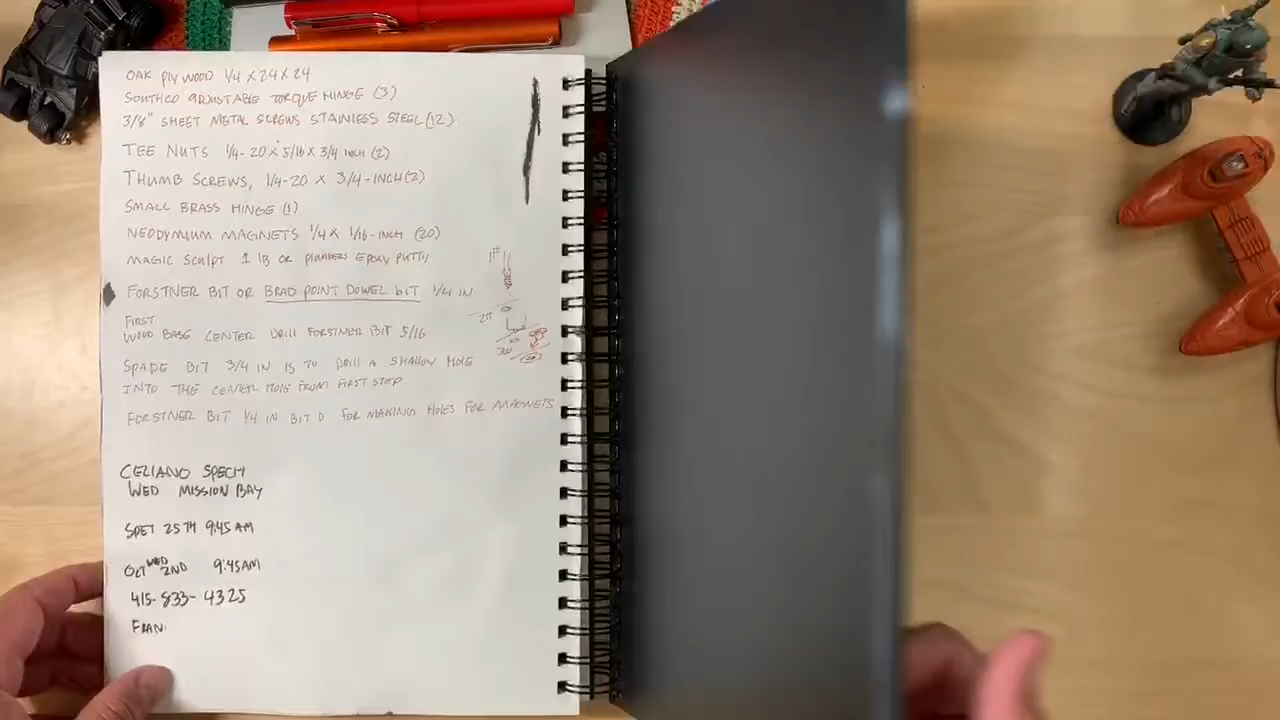 OAK PLYWOOD 1/4 X 24 X 24
SOUTHCO ADJUSTABLE TORQUE HINGE (3)
3/8" SHEET METAL SCREWS STAINLESS STEEL (12)
TEE NUTS 1/4-20 X 5/16 X 3/4 INCH (2)
THUMB SCREWS, 1/4-20 X 3/4-INCH (2)
SMALL BRASS HINGE (1)
NEODYMIUM MAGNETS 1/4 X 1/16-INCH (20)
MAGIC SCULPT 1 LB OR PLUMBERS EPOXY PUTTY
FORSTNER BIT OR BRAD POINT DOWEL BIT 1/4 IN
FIRST
WOOD BASE CENTER DRILL FORSTNER BIT 5/16
SPADE BIT 3/4 IN IS TO DRILL A SHALLOW HOLE
INTO THE CENTER HOLE FROM FIRST STEP
FORSTNER BIT 1/4 IN BIT D FOR MAKING HOLES FOR MAGNETS
CELIANO SPECH
WED MISSION BAY
SPET 25TH 9:45 AM
OCT WED 2ND 9:45AM
415-833-4325
FRAN